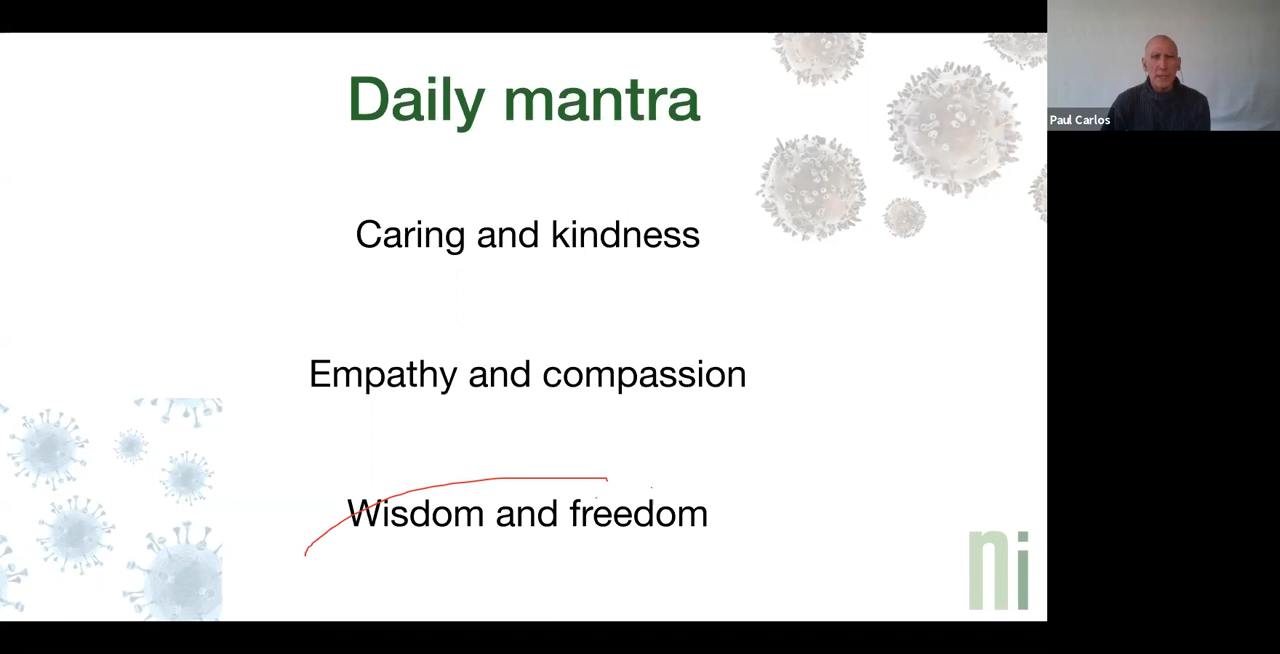 Daily mantra
Paul Carlos
Caring and kindness
Empathy and compassion
Wisdom and freedom
ni